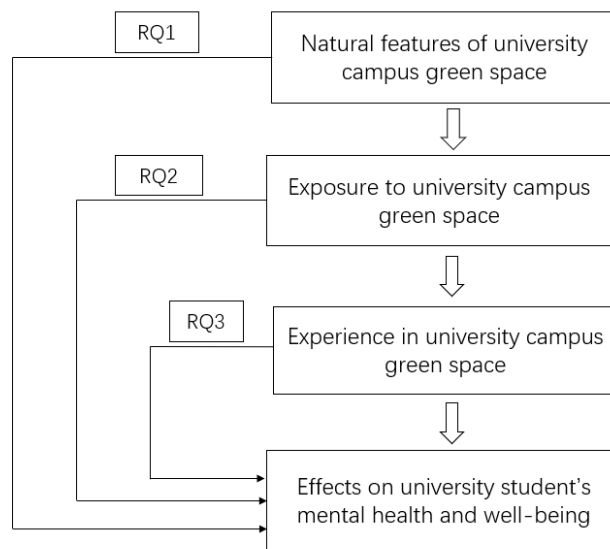 RQ1
Natural features of university
campus green space
RQ2
Exposure to university campus
green space
RQ3
Experience in university campus
green space
Effects on university student's
mental health and well-being